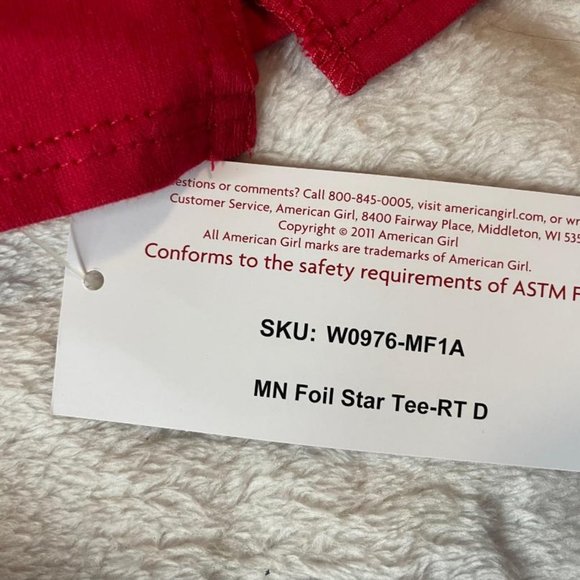 estions or comments? Call 800-845-0005, visit americangirl.com, or wr
Customer Service, American Girl, 8400 Fairway Place, Middleton, WI 535
Copyright © 2011 American Girl
All American Girl marks are trademarks of American Girl.
Conforms to the safety requirements of ASTM F
SKU: W0976-MF1A
MN Foil Star Tee-RT D